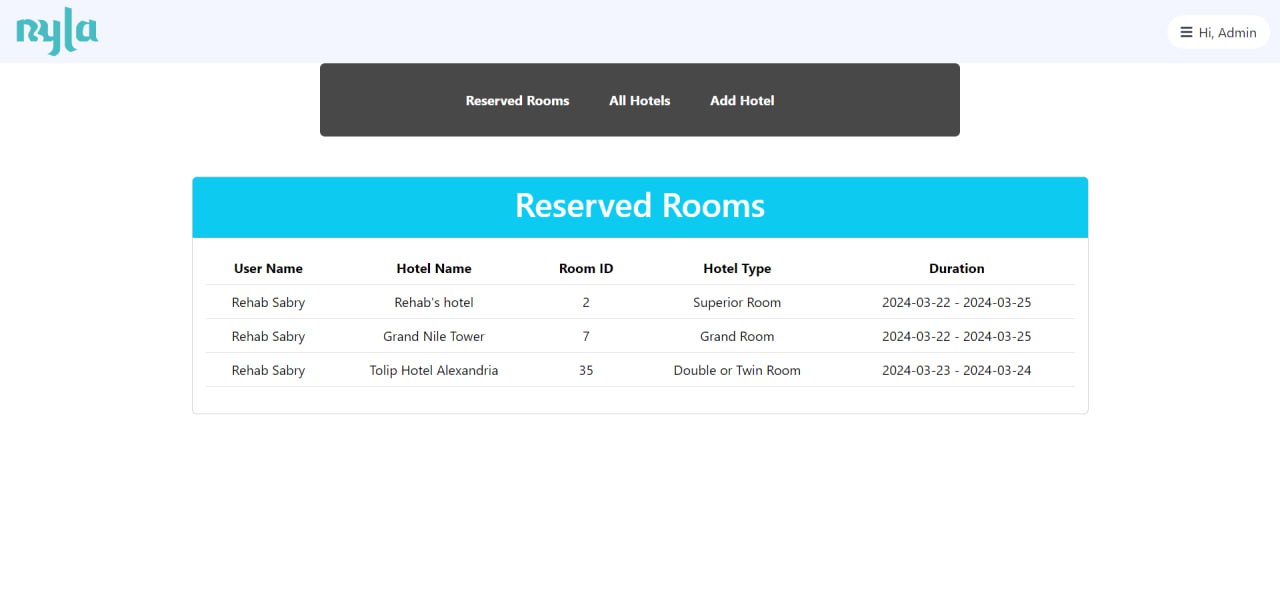 nyla
Hi, Admin
Reserved Rooms All Hotels Add Hotel
Reserved Rooms
User Name Hotel Name Room ID Hotel Type Duration
Rehab Sabry Rehab's hotel 2 Superior Room 2024-03-22 - 2024-03-25
Rehab Sabry Grand Nile Tower 7 Grand Room 2024-03-22 - 2024-03-25
Rehab Sabry Tolip Hotel Alexandria 35 Double or Twin Room 2024-03-23 - 2024-03-24